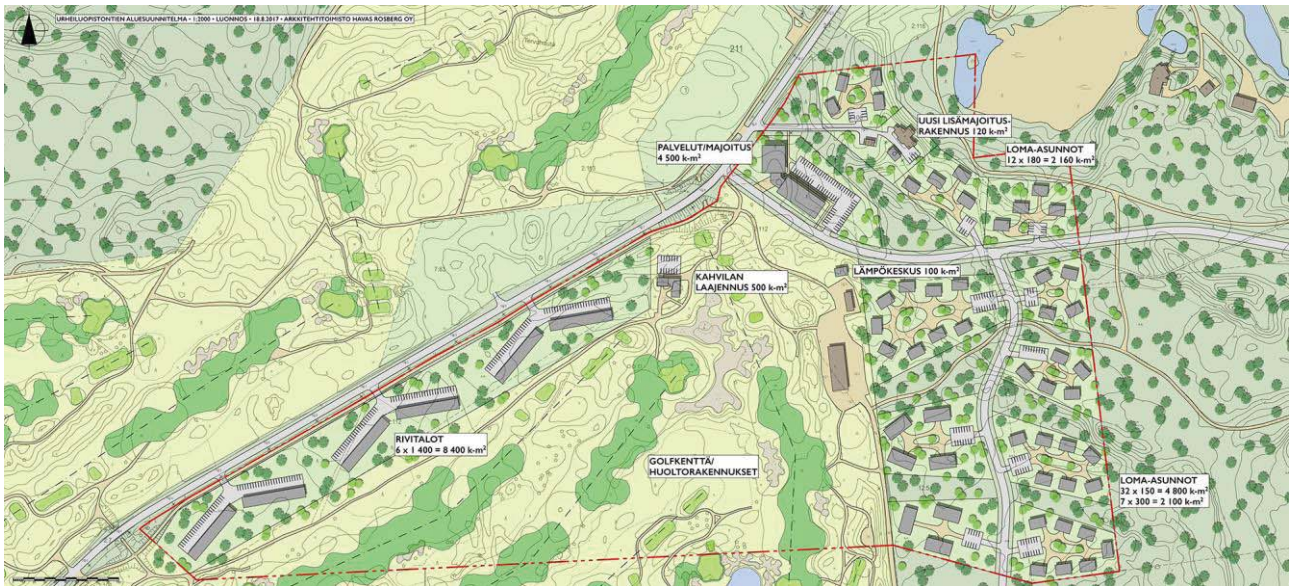 URHEILUOPISTONTIEN ALUESUUNNITELMA • 1:2000 • LUONNOS • 18.8.2017 • ARKKITEHTITOIMISTO HAVAS ROSBERG OY
211
PALVELUT/MAJOITUS
4 500 k-m²
UUSI LISÄMAJOITUS-
RAKENNUS 120 k-m²
LOMA-ASUNNOT
12 x 180 = 2 160 k-m²
KAHVILAN
LAAJENNUS 500 k-m²
LÄMPÖKESKUS 100 k-m²
RIVITALOT
6 x 1 400 = 8 400 k-m²
GOLFKENTTÄ/
HUOLTORAKENNUKSET
LOMA-ASUNNOT
32 x 150 = 4 800 k-m²
7 x 300 = 2 100 k-m²